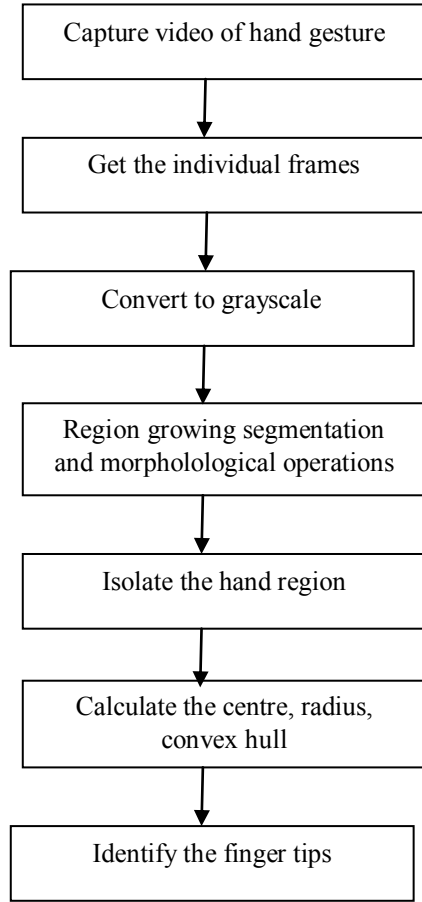 Capture video of hand gesture
Get the individual frames
Convert to grayscale
Region growing segmentation
and morpholological operations
Isolate the hand region
Calculate the centre, radius,
convex hull
Identify the finger tips